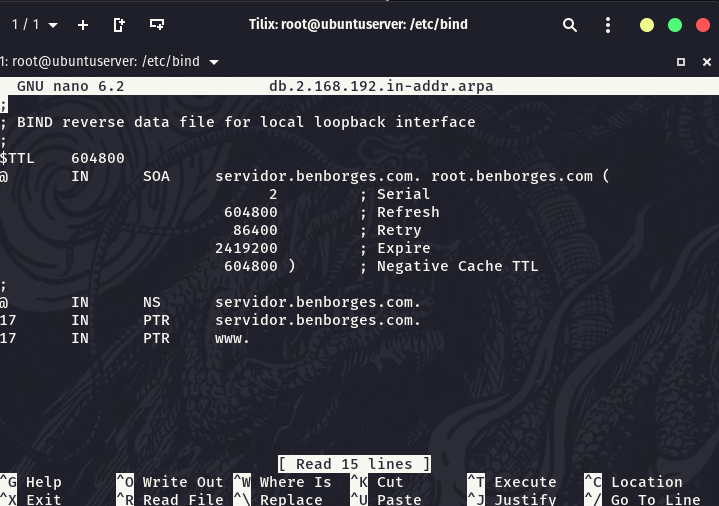 1 / 1 Tilix: root@ubuntuserver: /etc/bind
1: root@ubuntuserver: /etc/bind
GNU nano 6.2 db.2.168.192.in-addr.arpa
;
; BIND reverse data file for local loopback interface
;
$TTL 604800
@ IN SOA servidor.benborges.com. root.benborges.com (
2 ; Serial
604800 ; Refresh
86400 ; Retry
2419200 ; Expire
604800 ) ; Negative Cache TTL
;
@ IN NS servidor.benborges.com.
17 IN PTR servidor.benborges.com.
17 IN PTR www.
[ Read 15 lines ]
^G Help ^O Write Out ^W Where Is ^K Cut ^T Execute ^C Location
^X Exit ^R Read File ^\ Replace ^U Paste ^J Justify ^/ Go To Line